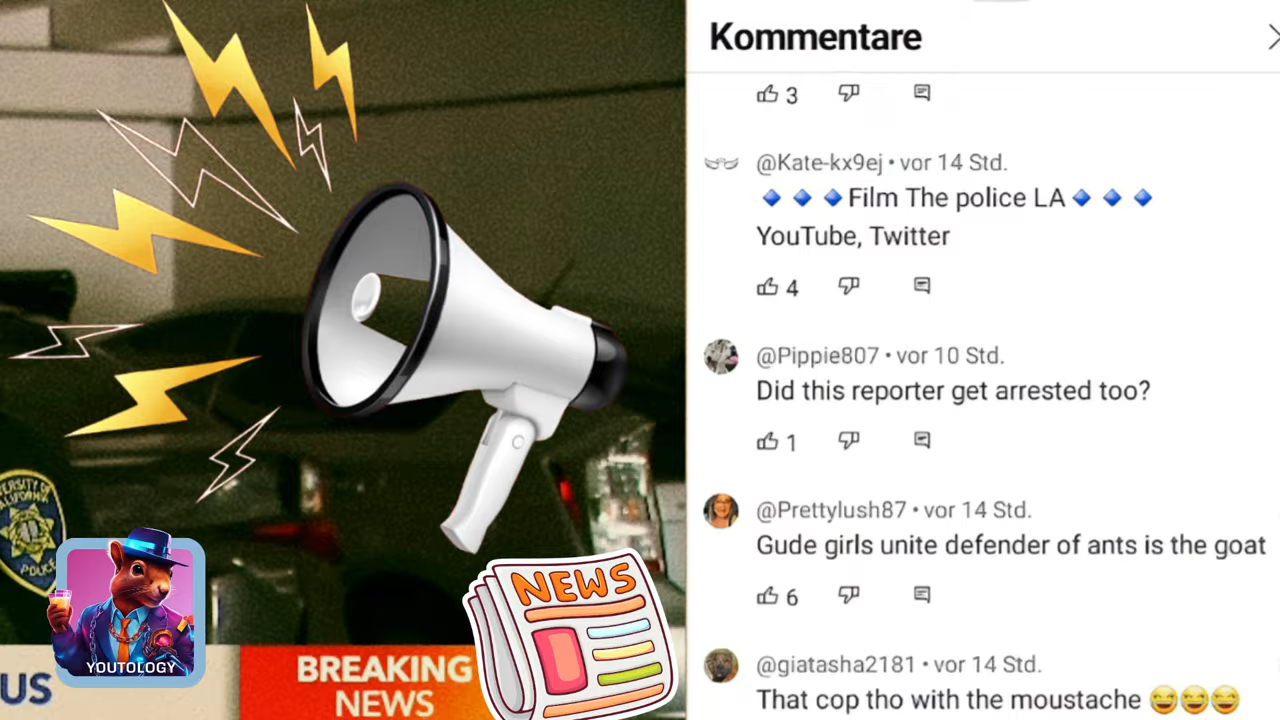 Kommentare
3
@Kate-kx9ej • vor 14 Std.
🔹🔹🔹Film The police LA🔹🔹🔹
YouTube, Twitter
4
@Pippie807 • vor 10 Std.
Did this reporter get arrested too?
1
@Prettylush87 • vor 14 Std.
Gude girls unite defender of ants is the goat
6
@giatasha2181 • vor 14 Std.
That cop tho with the moustache 😆😆😆
POLICE
YOUTOLOGY
NEWS
US
BREAKING
NEWS